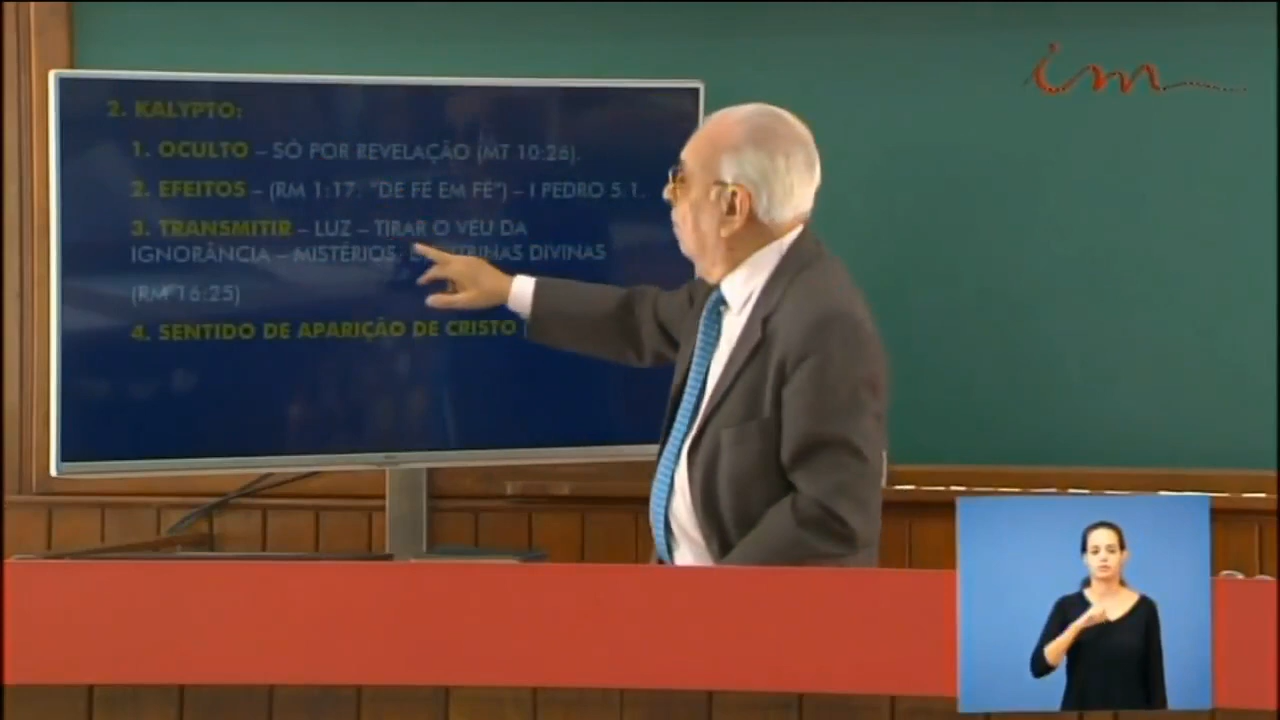 im
2. KALYPTO:
1. OCULTO – SÓ POR REVELAÇÃO (MT 10:26).
2. EFEITOS – (RM 1:17. "DE FÉ EM FÉ") – I PEDRO 5.1.
3. TRANSMITIR – LUZ – TIRAR O VÉU DA
IGNORÂNCIA – MISTÉRIOS, DIVINAS
(RM 16:25)
4. SENTIDO DE APARIÇÃO DE CRISTO